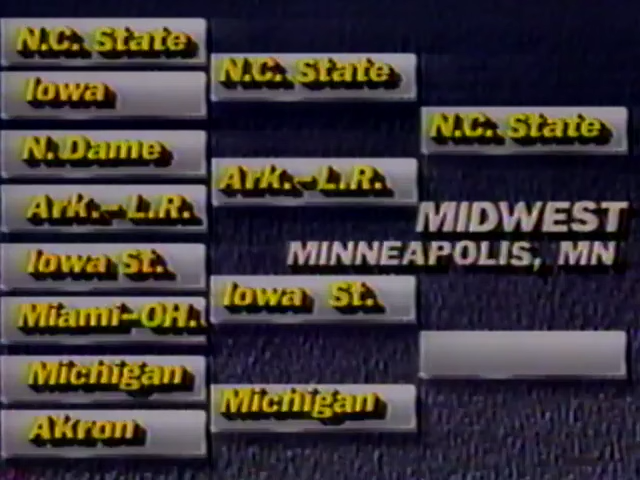 N.C. State
Iowa
N. Dame
Ark.-L.R.
Iowa St.
Miami-OH.
Michigan
Akron
N.C. State
Ark.-L.R.
Iowa St.
Michigan
N.C. State
MIDWEST
MINNEAPOLIS, MN